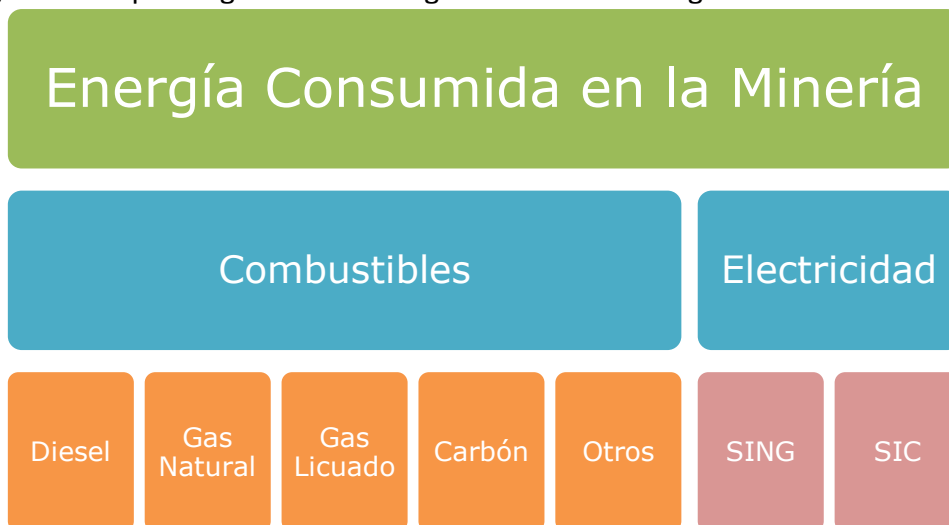 Energía Consumida en la Minería
Combustibles
Electricidad
Diesel
Gas
Natural
Gas
Licuado
Carbón
Otros
SING
SIC